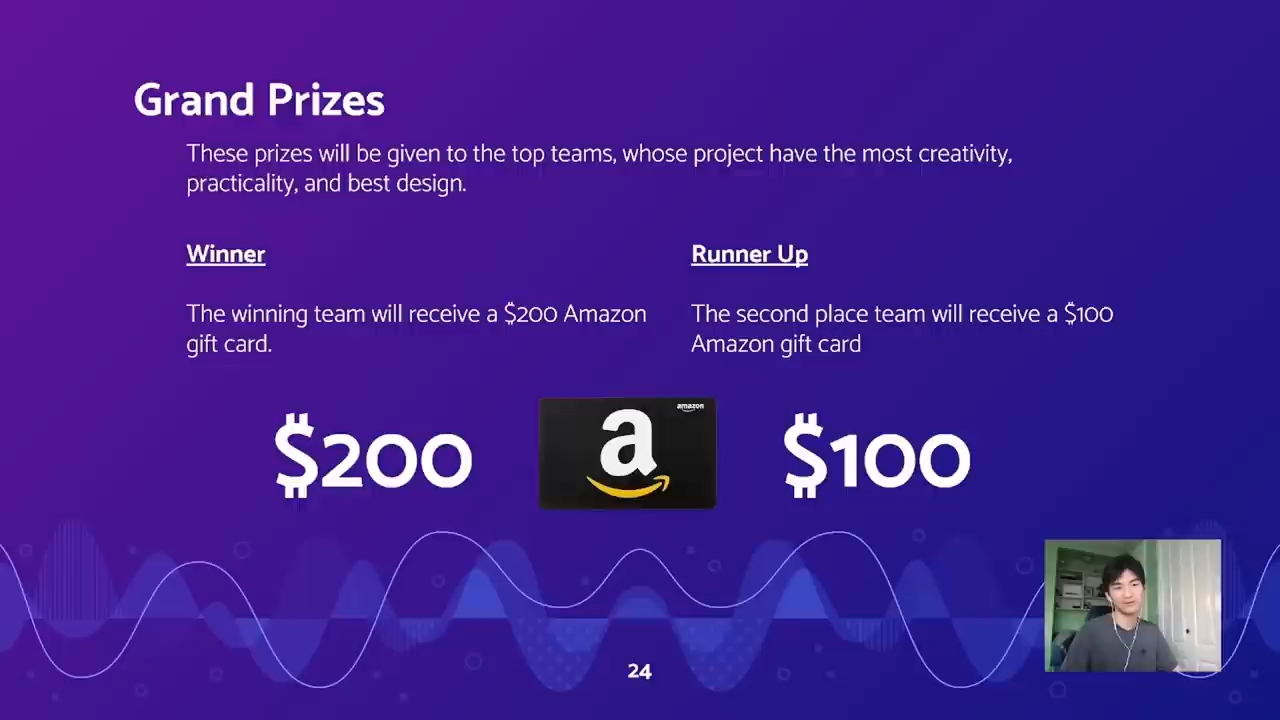 Grand Prizes
These prizes will be given to the top teams, whose project have the most creativity,
practicality, and best design.
Winner
The winning team will receive a $200 Amazon
gift card.
Runner Up
The second place team will receive a $100
Amazon gift card
$200
a
amazon
$100
24